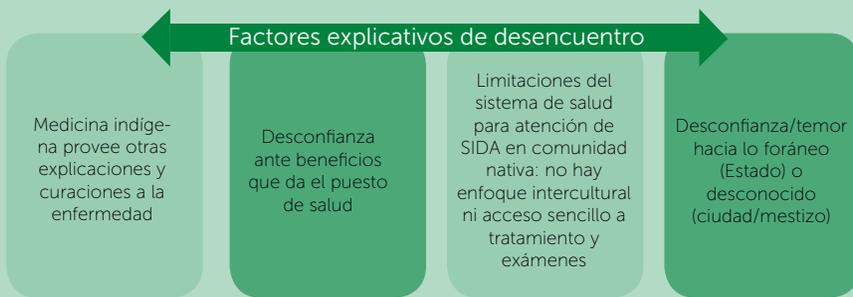 Factores explicativos de desencuentro
Medicina indíge-
na provee otras
explicaciones y
curaciones a la
enfermedad
Desconfianza
ante beneficios
que da el puesto
de salud
Limitaciones del
sistema de salud
para atención de
SIDA en comunidad
nativa: no hay
enfoque intercultural
ni acceso sencillo a
tratamiento y
exámenes
Desconfianza/temor
hacia lo foráneo
(Estado) o
desconocido
(ciudad/mestizo)